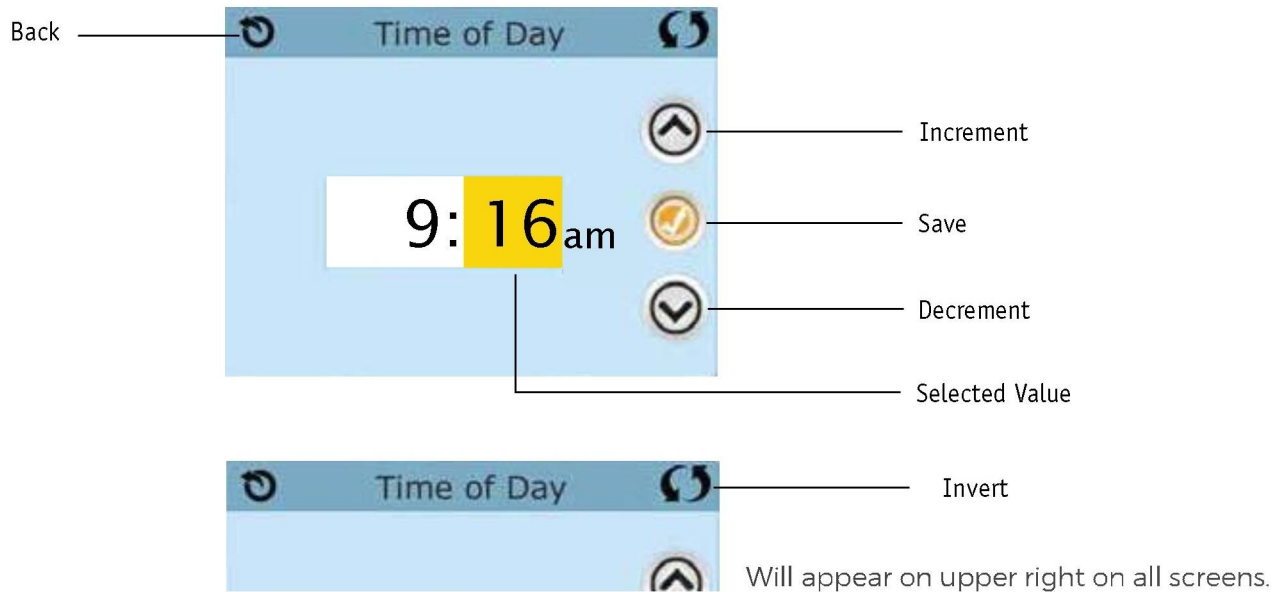 Back
Time of Day
Increment
9:16am
Save
Decrement
Selected Value
Time of Day
Invert
Will appear on upper right on all screens.